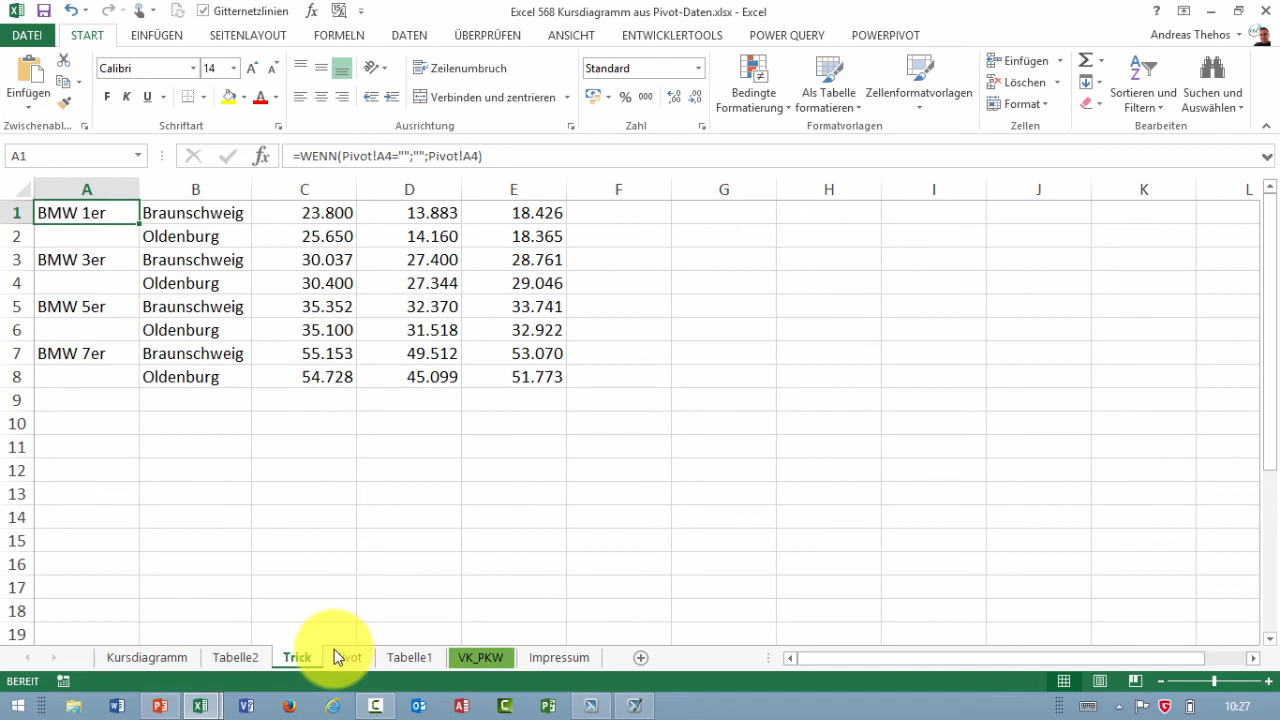 Gitternetzlinien
Excel 568 Kursdiagramm aus Pivot-Daten.xlsx - Excel
DATEI START EINFÜGEN SEITENLAYOUT FORMELN DATEN ÜBERPRÜFEN ANSICHT ENTWICKLERTOOLS POWER QUERY POWERPIVOT Andreas Thehos
Einfügen
Calibri 14
F K U
Zeilenumbruch
Verbinden und zentrieren
Standard
% 000
Bedingte Formatierung
Als Tabelle formatieren
Zellenformatvorlagen
Einfügen
Löschen
Format
Sortieren und Filtern
Suchen und Auswählen
Zwischenabl... Schriftart Ausrichtung Zahl Formatvorlagen Zellen Bearbeiten
A1 fx =WENN(Pivot!A4="";"";Pivot!A4)
A B C D E F G H I J K L
1 BMW 1er Braunschweig 23.800 13.883 18.426
2 Oldenburg 25.650 14.160 18.365
3 BMW 3er Braunschweig 30.037 27.400 28.761
4 Oldenburg 30.400 27.344 29.046
5 BMW 5er Braunschweig 35.352 32.370 33.741
6 Oldenburg 35.100 31.518 32.922
7 BMW 7er Braunschweig 55.153 49.512 53.070
8 Oldenburg 54.728 45.099 51.773
9
10
11
12
13
14
15
16
17
18
19
Kursdiagramm Tabelle2 Trick Pivot Tabelle1 VK_PKW Impressum
BEREIT
10:27